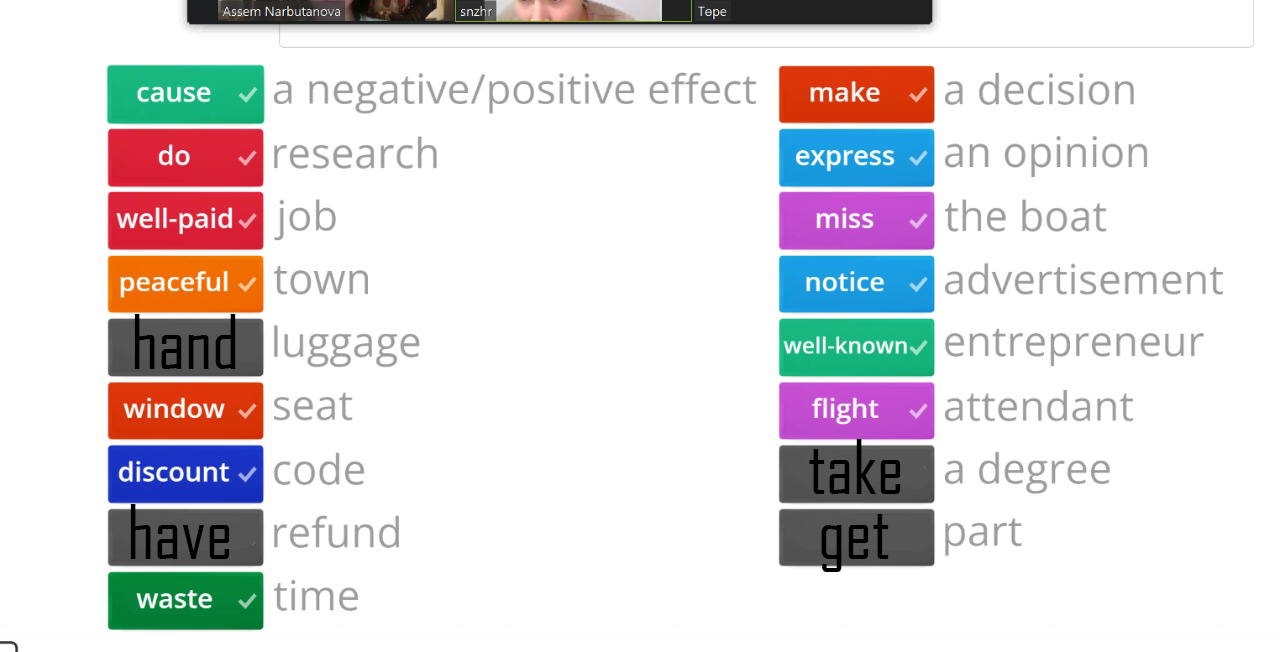 Assem Narbutanova
snzhr
Төре
cause a negative/positive effect
do research
well-paid job
peaceful town
hand luggage
window seat
discount code
have refund
waste time
make a decision
express an opinion
miss the boat
notice advertisement
well-known entrepreneur
flight attendant
take a degree
get part